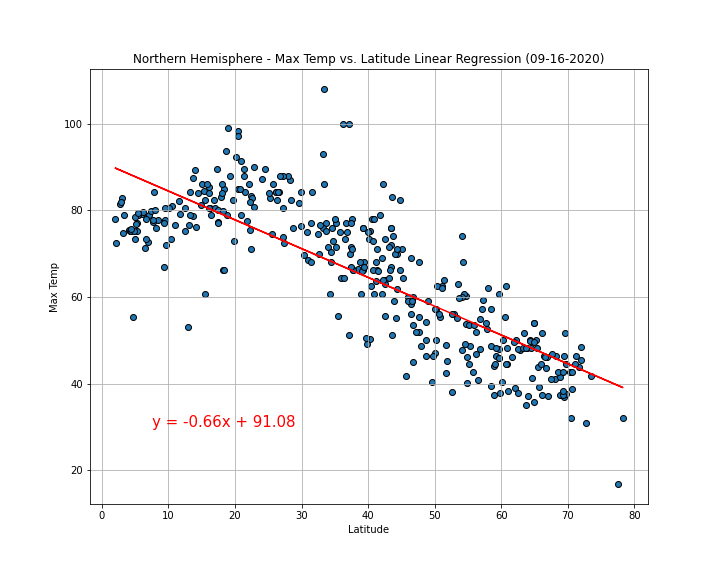 Northern Hemisphere - Max Temp vs. Latitude Linear Regression (09-16-2020)
100
80
60
40
20
Max Temp
y = -0.66x + 91.08
0 10 20 30 40 50 60 70 80
Latitude